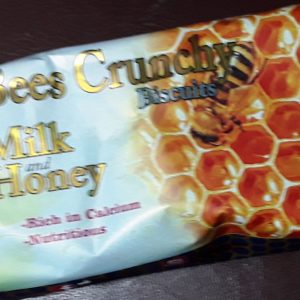 Bees Crunchy
Biscuits
Milk
and
Honey
-Rich in Calcium
-Nutritious